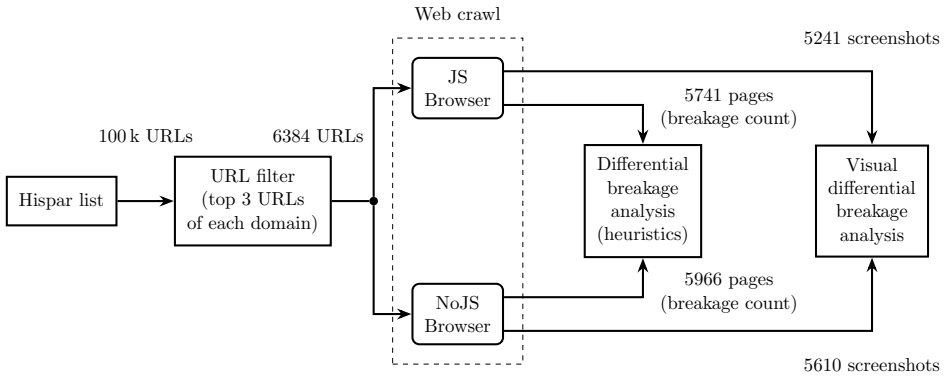 Web crawl
5241 screenshots
JS
Browser
5741 pages
(breakage count)
100 k URLs
6384 URLs
Hispar list
URL filter
(top 3 URLs
of each domain)
Differential
breakage
analysis
(heuristics)
Visual
differential
breakage
analysis
NoJS
Browser
5966 pages
(breakage count)
5610 screenshots